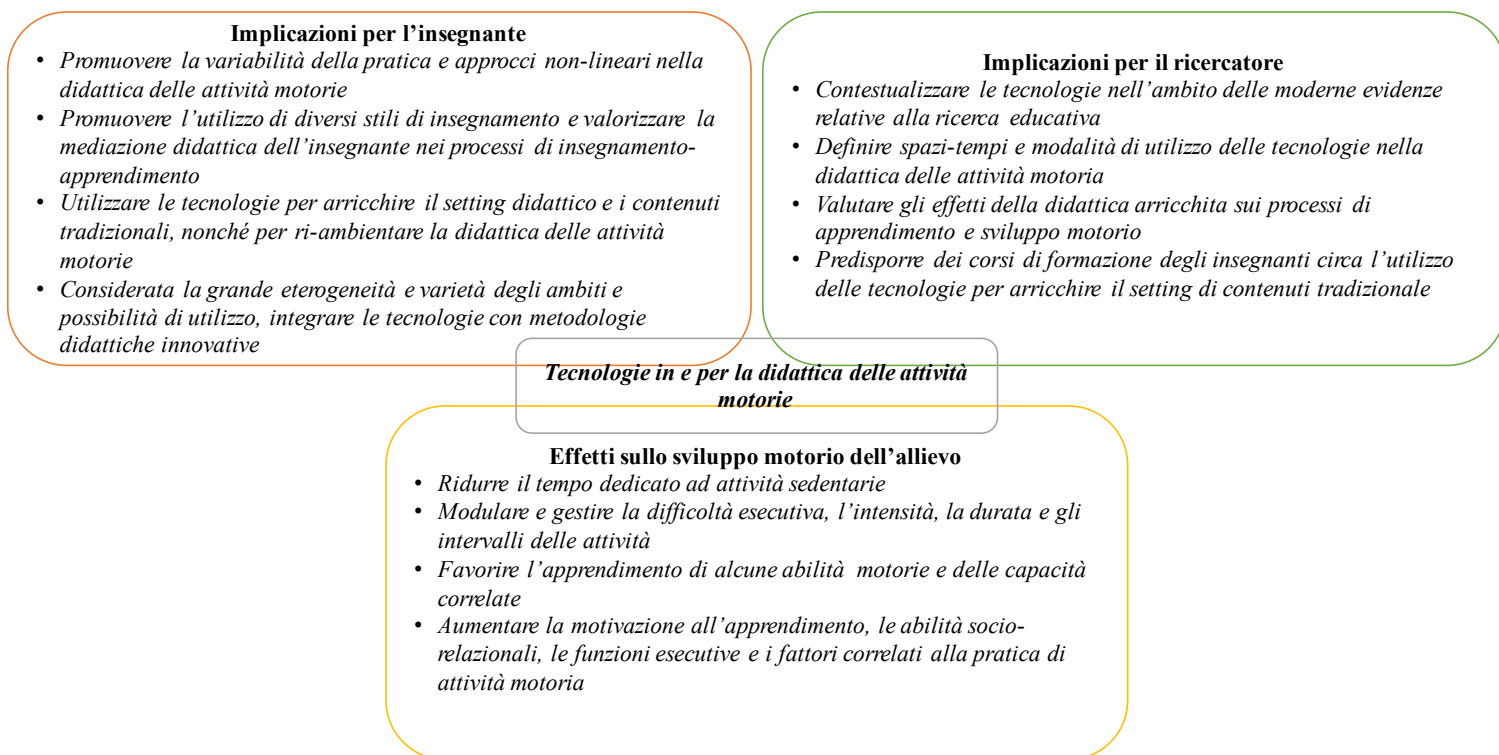 Implicazioni per l'insegnante
• Promuovere la variabilità della pratica e approcci non-lineari nella
didattica delle attività motorie
• Promuovere l'utilizzo di diversi stili di insegnamento e valorizzare la
mediazione didattica dell'insegnante nei processi di insegnamento-
apprendimento
• Utilizzare le tecnologie per arricchire il setting didattico e i contenuti
tradizionali, nonché per ri-ambientare la didattica delle attività
motorie
• Considerata la grande eterogeneità e varietà degli ambiti e
possibilità di utilizzo, integrare le tecnologie con metodologie
didattiche innovative
Implicazioni per il ricercatore
• Contestualizzare le tecnologie nell'ambito delle moderne evidenze
relative alla ricerca educativa
• Definire spazi-tempi e modalità di utilizzo delle tecnologie nella
didattica delle attività motoria
• Valutare gli effetti della didattica arricchita sui processi di
apprendimento e sviluppo motorio
• Predisporre dei corsi di formazione degli insegnanti circa l'utilizzo
delle tecnologie per arricchire il setting di contenuti tradizionale
Tecnologie in e per la didattica delle attività
motorie
Effetti sullo sviluppo motorio dell'allievo
• Ridurre il tempo dedicato ad attività sedentarie
• Modulare e gestire la difficoltà esecutiva, l'intensità, la durata e gli
intervalli delle attività
• Favorire l'apprendimento di alcune abilità motorie e delle capacità
correlate
• Aumentare la motivazione all'apprendimento, le abilità socio-
relazionali, le funzioni esecutive e i fattori correlati alla pratica di
attività motoria